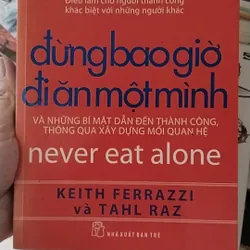 Điều làm cho người thành công
khác biệt với những người khác
đừng bao giờ
đi ăn một mình
VÀ NHỮNG BÍ MẬT DẪN ĐẾN THÀNH CÔNG,
THÔNG QUA XÂY DỰNG MỐI QUAN HỆ
never eat alone
KEITH FERRAZZI
và TAHL RAZ
NHÀ XUẤT BẢN TRẺ